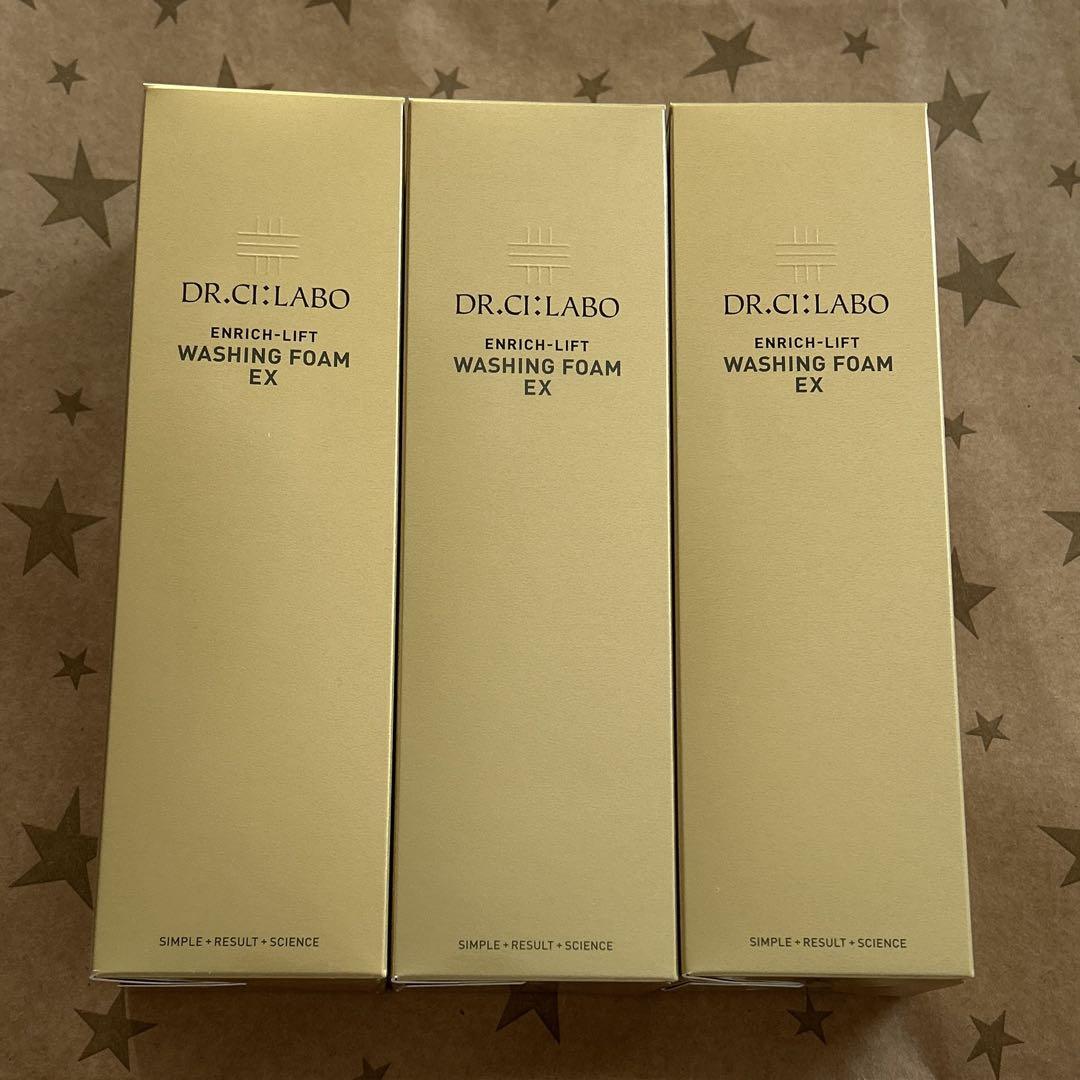 DR.CI:LABO
ENRICH-LIFT
WASHING FOAM
EX
SIMPLE+RESULT+SCIENCE
DR.CI:LABO
ENRICH-LIFT
WASHING FOAM
EX
SIMPLE+RESULT+SCIENCE
DR.CI:LABO
ENRICH-LIFT
WASHING FOAM
EX
SIMPLE+RESULT+SCIENCE